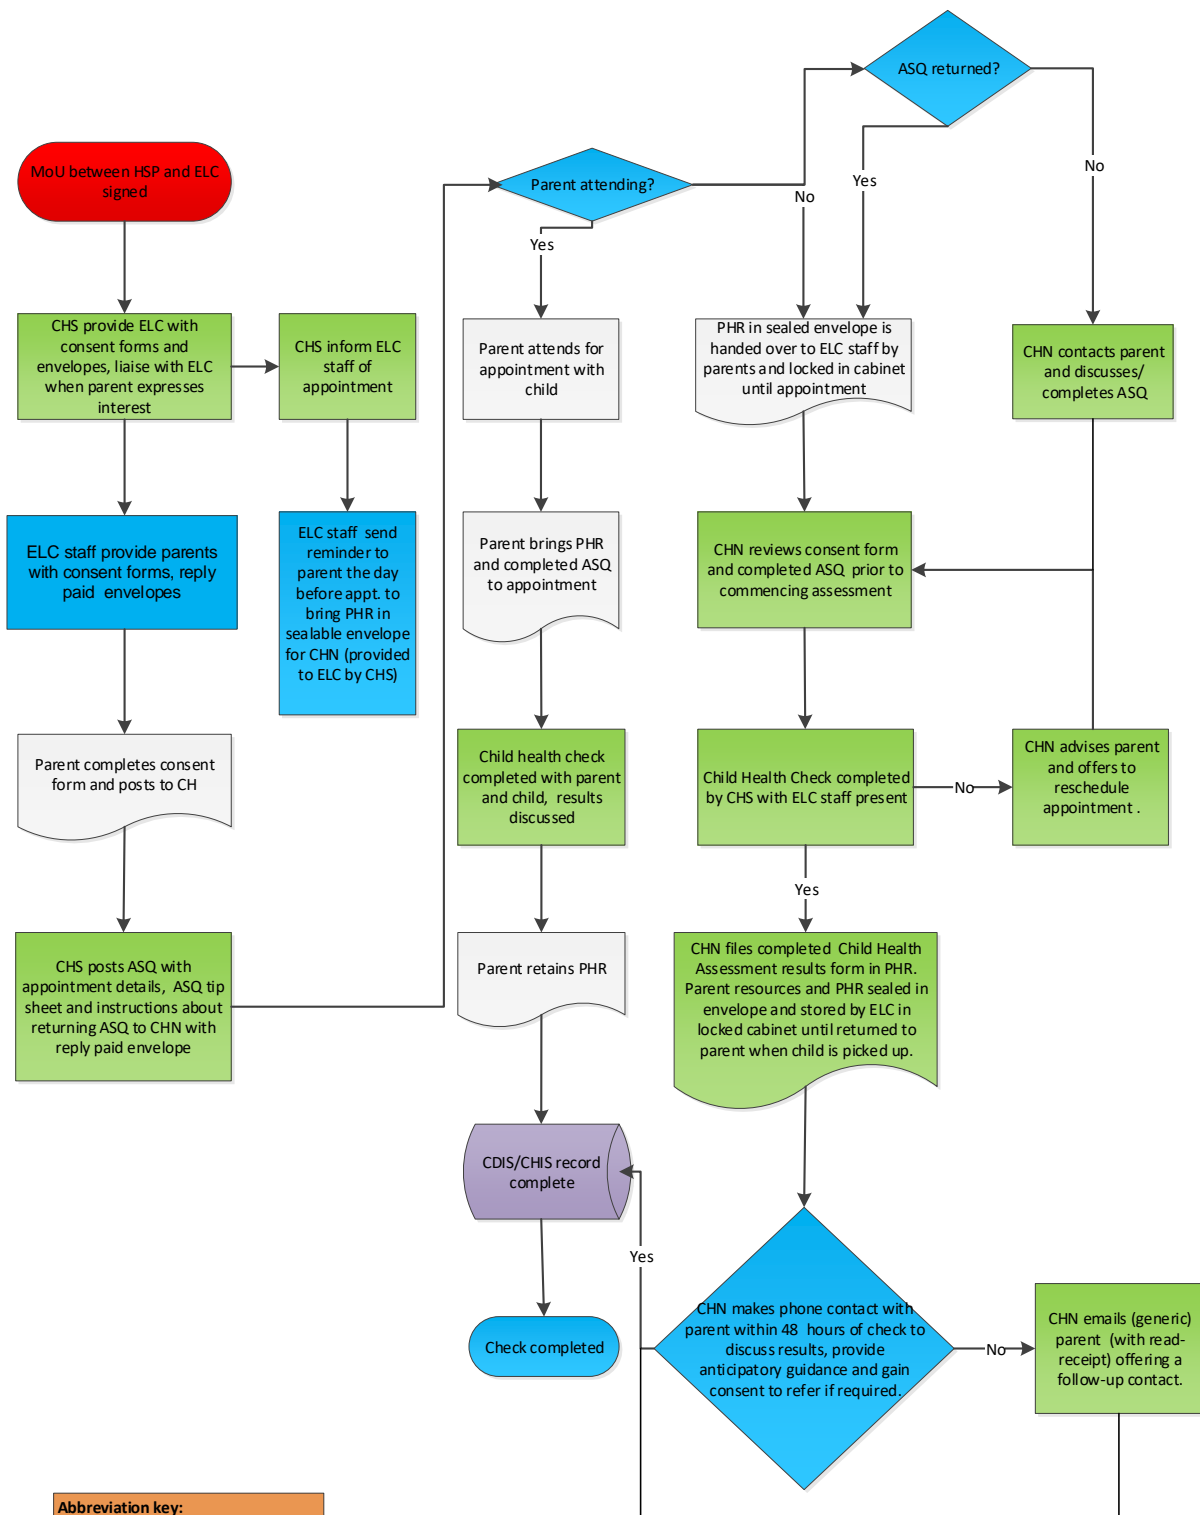 ASQ returned?
No
Yes
MoU between HSP and ELC
signed
Parent attending?
No
Yes
CHS provide ELC with
consent forms and
envelopes, liaise with ELC
when parent expresses
interest
CHS inform ELC
staff of
appointment
Parent attends for
appointment with
child
PHR in sealed envelope is
handed over to ELC staff by
parents and locked in cabinet
until appointment
CHN contacts parent
and discusses/
completes ASQ
ELC staff provide parents
with consent forms, reply
paid envelopes
ELC staff send
reminder to
parent the day
before appt. to
bring PHR in
sealable envelope
for CHN (provided
to ELC by CHS)
Parent brings PHR
and completed ASQ
to appointment
CHN reviews consent form
and completed ASQ prior to
commencing assessment
Parent completes consent
form and posts to CH
Child health check
completed with parent
and child, results
discussed
Child Health Check completed
by CHS with ELC staff present
No
CHN advises parent
and offers to
reschedule
appointment .
Yes
CHS posts ASQ with
appointment details, ASQ tip
sheet and instructions about
returning ASQ to CHN with
reply paid envelope
Parent retains PHR
CHN files completed Child Health
Assessment results form in PHR.
Parent resources and PHR sealed in
envelope and stored by ELC in
locked cabinet until returned to
parent when child is picked up.
CDIS/CHIS record
complete
Yes
Check completed
CHN makes phone contact with
parent within 48 hours of check to
discuss results, provide
anticipatory guidance and gain
consent to refer if required.
No
CHN emails (generic)
parent (with read-
receipt) offering a
follow-up contact.
Abbreviation key: